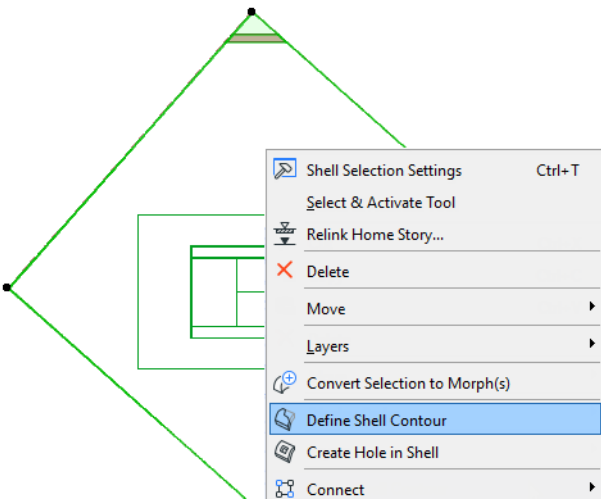 Shell Selection Settings Ctrl+T
Select & Activate Tool
Relink Home Story...
Delete
Move
Layers
Convert Selection to Morph(s)
Define Shell Contour
Create Hole in Shell
Connect